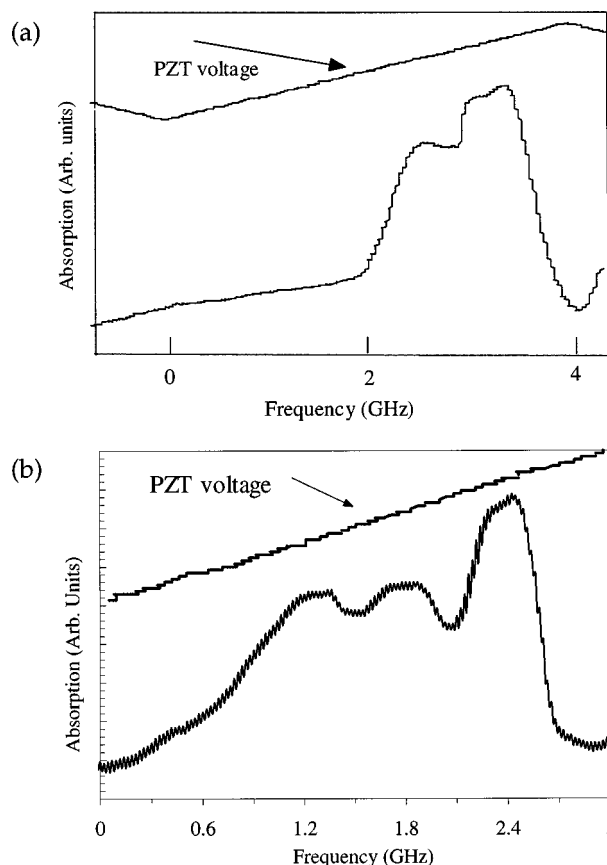 (a)
PZT voltage
Absorption (Arb. units)
0 2 4
Frequency (GHz)
(b)
PZT voltage
Absorption (Arb. Units)
0 0.6 1.2 1.8 2.4
Frequency (GHz)